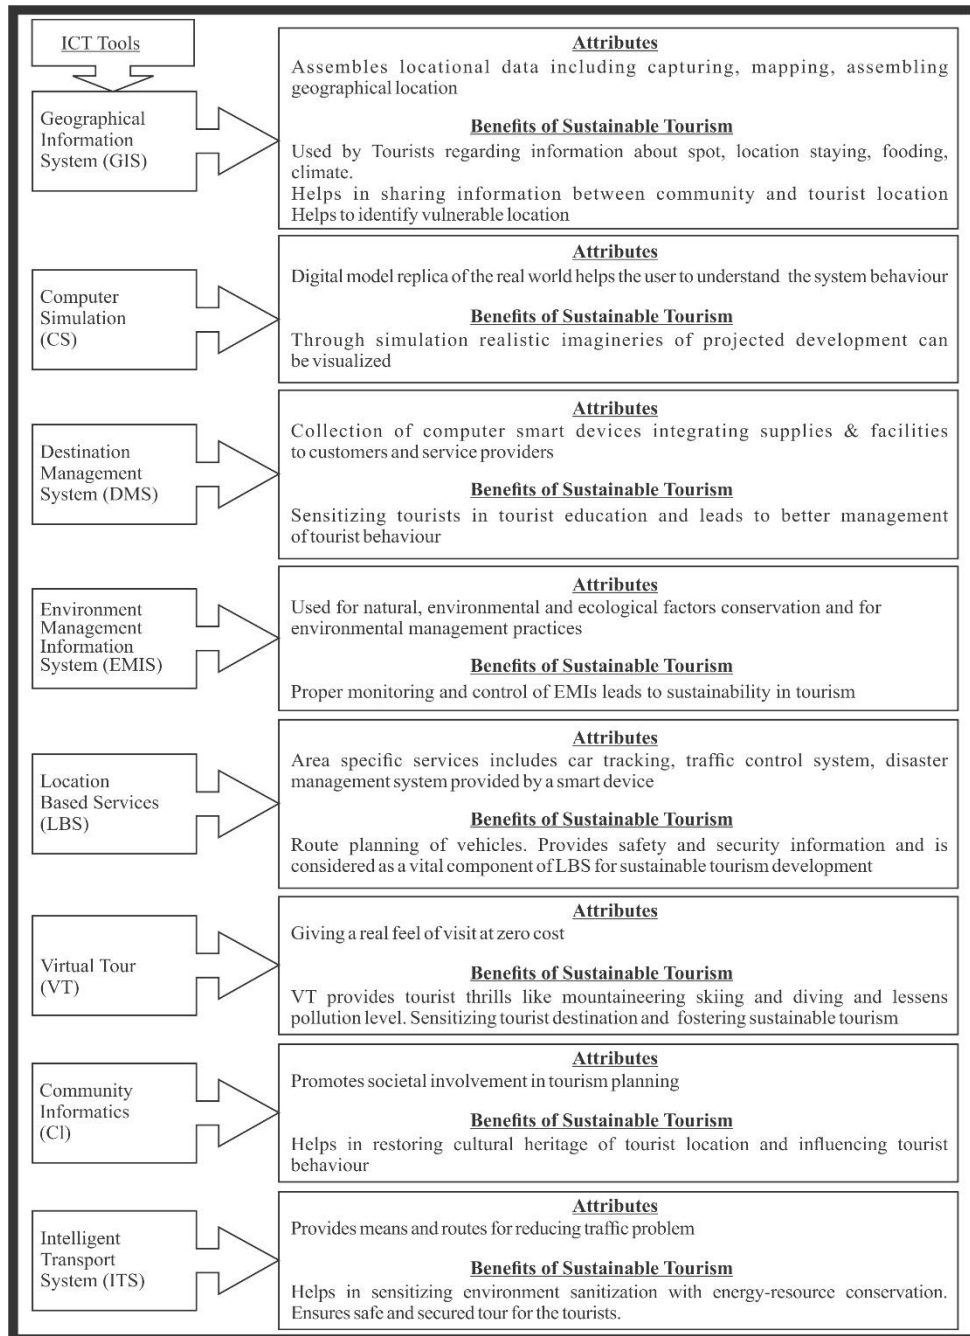 ICT Tools
Geographical
Information
System (GIS)
Attributes
Assembles locational data including capturing, mapping, assembling
geographical location
Benefits of Sustainable Tourism
Used by Tourists regarding information about spot, location staying, fooding,
climate.
Helps in sharing information between community and tourist location
Helps to identify vulnerable location
Computer
Simulation
(CS)
Attributes
Digital model replica of the real world helps the user to understand the system behaviour
Benefits of Sustainable Tourism
Through simulation realistic imagineries of projected development can
be visualized
Destination
Management
System (DMS)
Attributes
Collection of computer smart devices integrating supplies & facilities
to customers and service providers
Benefits of Sustainable Tourism
Sensitizing tourists in tourist education and leads to better management
of tourist behaviour
Environment
Management
Information
System (EMIS)
Attributes
Used for natural, environmental and ecological factors conservation and for
environmental management practices
Benefits of Sustainable Tourism
Proper monitoring and control of EMIs leads to sustainability in tourism
Location
Based Services
(LBS)
Attributes
Area specific services includes car tracking, traffic control system, disaster
management system provided by a smart device
Benefits of Sustainable Tourism
Route planning of vehicles. Provides safety and security information and is
considered as a vital component of LBS for sustainable tourism development
Virtual Tour
(VT)
Attributes
Giving a real feel of visit at zero cost
Benefits of Sustainable Tourism
VT provides tourist thrills like mountaineering skiing and diving and lessens
pollution level. Sensitizing tourist destination and fostering sustainable tourism
Community
Informatics
(CI)
Attributes
Promotes societal involvement in tourism planning
Benefits of Sustainable Tourism
Helps in restoring cultural heritage of tourist location and influencing tourist
behaviour
Intelligent
Transport
System (ITS)
Attributes
Provides means and routes for reducing traffic problem
Benefits of Sustainable Tourism
Helps in sensitizing environment sanitization with energy-resource conservation.
Ensures safe and secured tour for the tourists.